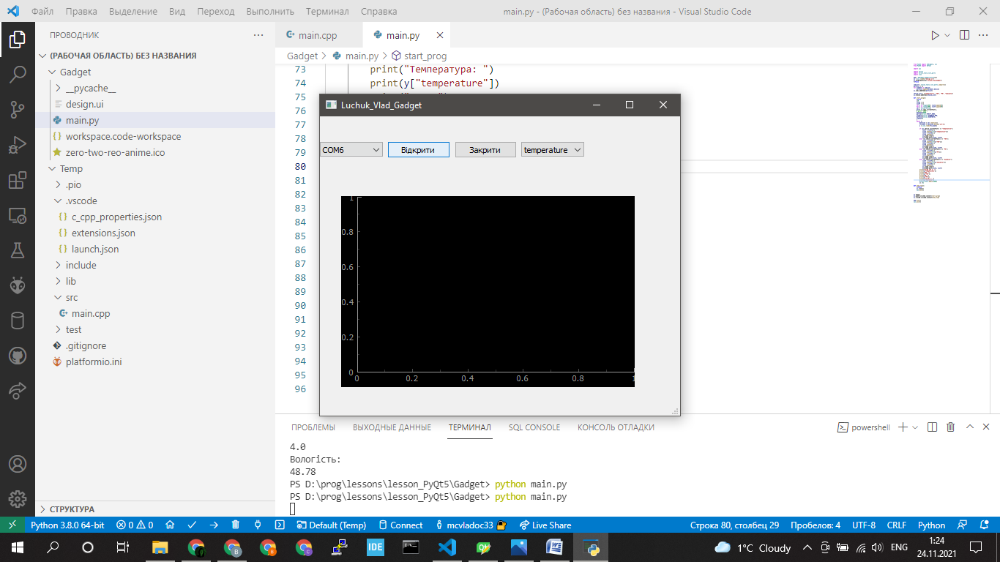 Файл Правка Выделение Вид Переход Выполнить Терминал Справка main.py - (Рабочая область) без названия - Visual Studio Code
ПРОВОДНИК
(РАБОЧАЯ ОБЛАСТЬ) БЕЗ НАЗВАНИЯ
Gadget
__pycache__
design.ui
main.py
workspace.code-workspace
zero-two-reo-anime.ico
Temp
.pio
.vscode
c_cpp_properties.json
extensions.json
launch.json
include
lib
src
main.cpp
test
.gitignore
platformio.ini
СТРУКТУРА
main.cpp main.py
Gadget > main.py > start_prog
73 print("Температура: ")
74 print(y["temperature"])
75
76
77
78
79
80
81
82
83
84
85
86
87
88
89
90
91
92
93
94
95
96
Luchuk_Vlad_Gadget
COM6 Відкрити Закрити temperature
1
0.8
0.6
0.4
0.2
0
0 0.2 0.4 0.6 0.8 1
ПРОБЛЕМЫ ВЫХОДНЫЕ ДАННЫЕ ТЕРМИНАЛ SQL CONSOLE КОНСОЛЬ ОТЛАДКИ powershell
4.0
Вологість:
48.78
PS D:\prog\lessons\lesson_PyQt5\Gadget> python main.py
PS D:\prog\lessons\lesson_PyQt5\Gadget> python main.py
Python 3.8.0 64-bit 0 0 Default (Temp) Connect mcvladoc33 Live Share Строка 80, столбец 29 Пробелов: 4 UTF-8 CRLF Python
IDE 1°C Cloudy ENG 1:24
24.11.2021